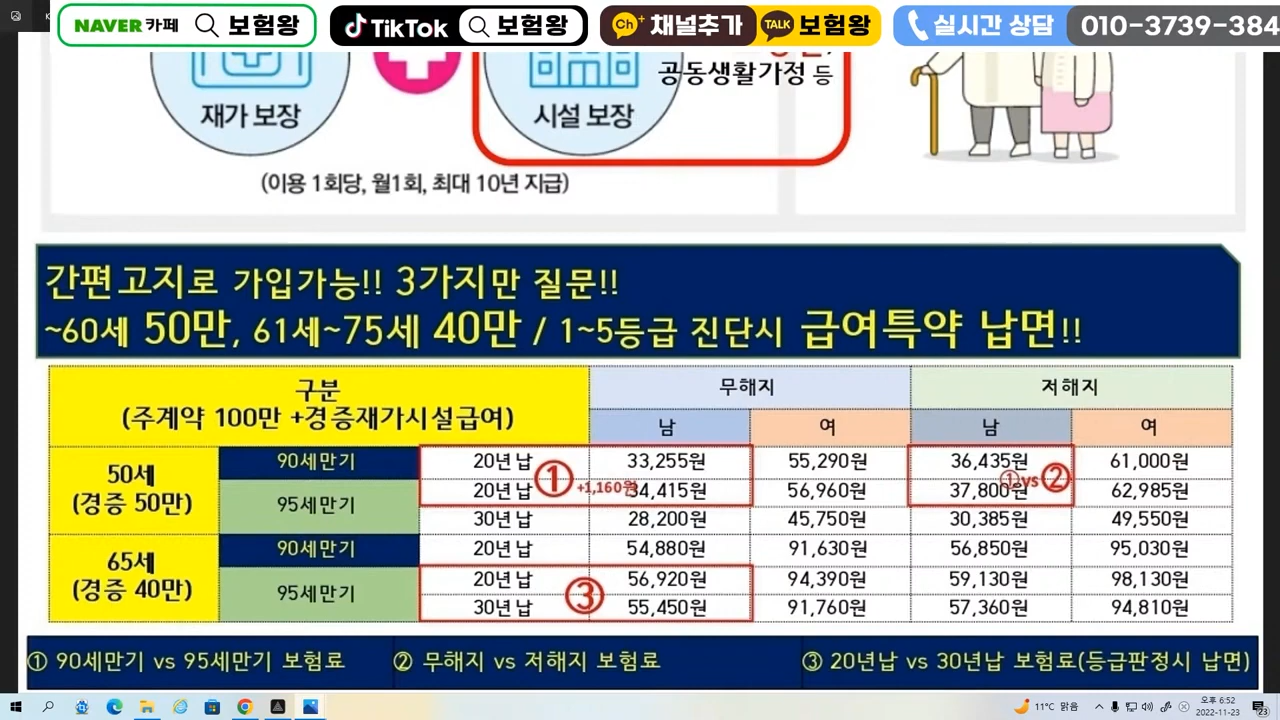 NAVER 카페 보험왕
TikTok 보험왕
Ch+ 채널추가 TALK 보험왕
실시간 상담 010-3739-384
공동생활가정 등
재가 보장
시설 보장
(이용 1회당, 월1회, 최대 10년 지급)
간편고지로 가입가능!! 3가지만 질문!!
~60세 50만, 61세~75세 40만 / 1~5등급 진단시 급여특약 납면!!
구분 무해지 저해지
(주계약 100만 +경증재가시설급여) 남 여 남 여
50세 (경증 50만) 90세만기 20년납 33,255원 55,290원 36,435원 61,000원
95세만기 20년납 ① +1,160원 34,415원 56,960원 37,800원 ①vs② 62,985원
30년납 28,200원 45,750원 30,385원 49,550원
65세 (경증 40만) 90세만기 20년납 54,880원 91,630원 56,850원 95,030원
95세만기 20년납 ③ 56,920원 94,390원 59,130원 98,130원
30년납 55,450원 91,760원 57,360원 94,810원
① 90세만기 vs 95세만기 보험료 ② 무해지 vs 저해지 보험료 ③ 20년납 vs 30년납 보험료(등급판정시 납면)
11°C 맑음
오후 6:52
2022-11-23
23